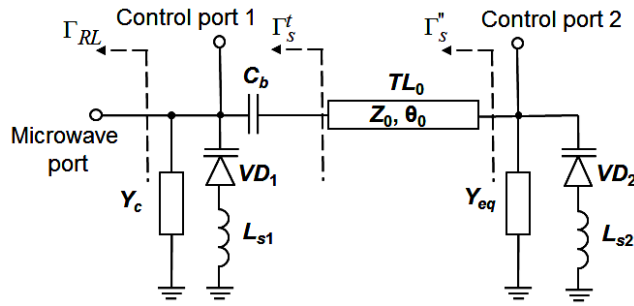 Control port 1
Control port 2
Γ_RL
Γ_s^t
Γ_s^"
C_b
TL_0
Z_0, θ_0
Microwave
port
VD_1
VD_2
Y_c
Y_eq
L_s1
L_s2